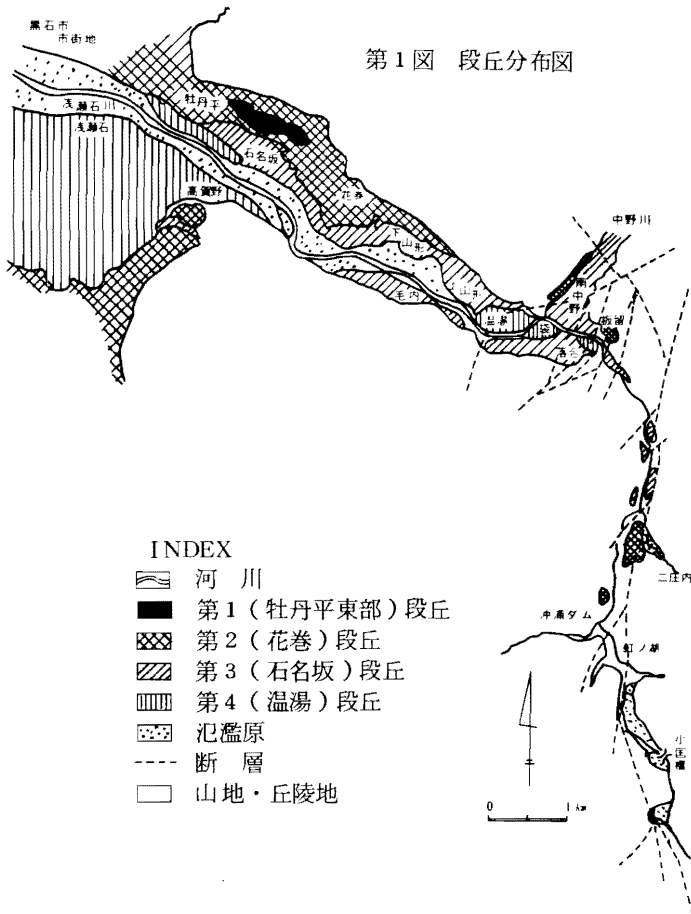 第1図 段丘分布図
黒石市
市街地
牡丹平
浅瀬石川
浅瀬石
石名坂
高賀野
花巻
中野川
下山形
上山形
南中野
毛内
温湯
袋
板留
落合
二庄内
沖浦ダム
虹ノ湖
小国
INDEX
河 川
第1(牡丹平東部)段丘
第2(花巻)段丘
第3(石名坂)段丘
第4(温湯)段丘
氾濫原
断 層
山地・丘陵地
0 1 km